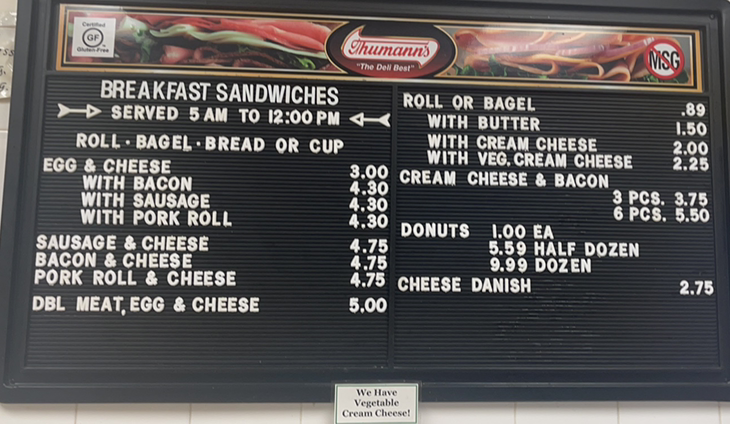 Certified
GF
Gluten-Free
Thumann's
"The Deli Best"
MSG
BREAKFAST SANDWICHES
SERVED 5 AM TO 12:00 PM
ROLL · BAGEL · BREAD OR CUP
EGG & CHEESE 3.00
WITH BACON 4.30
WITH SAUSAGE 4.30
WITH PORK ROLL 4.30
SAUSAGE & CHEESE 4.75
BACON & CHEESE 4.75
PORK ROLL & CHEESE 4.75
DBL MEAT, EGG & CHEESE 5.00
ROLL OR BAGEL .89
WITH BUTTER 1.50
WITH CREAM CHEESE 2.00
WITH VEG. CREAM CHEESE 2.25
CREAM CHEESE & BACON
3 PCS. 3.75
6 PCS. 5.50
DONUTS 1.00 EA
5.59 HALF DOZEN
9.99 DOZEN
CHEESE DANISH 2.75
We Have
Vegetable
Cream Cheese!